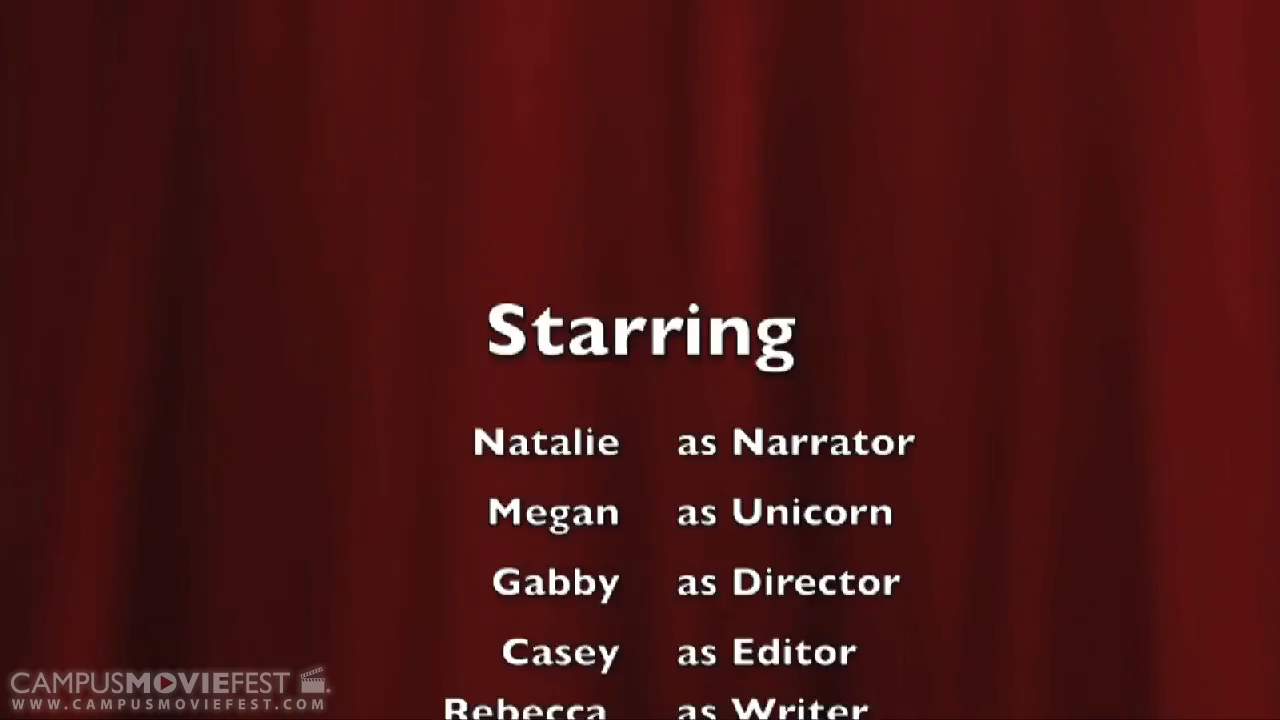 Starring
Natalie as Narrator
Megan as Unicorn
Gabby as Director
Casey as Editor
Rebecca as Writer
CAMPUSMOVIEFEST
WWW.CAMPUSMOVIEFEST.COM